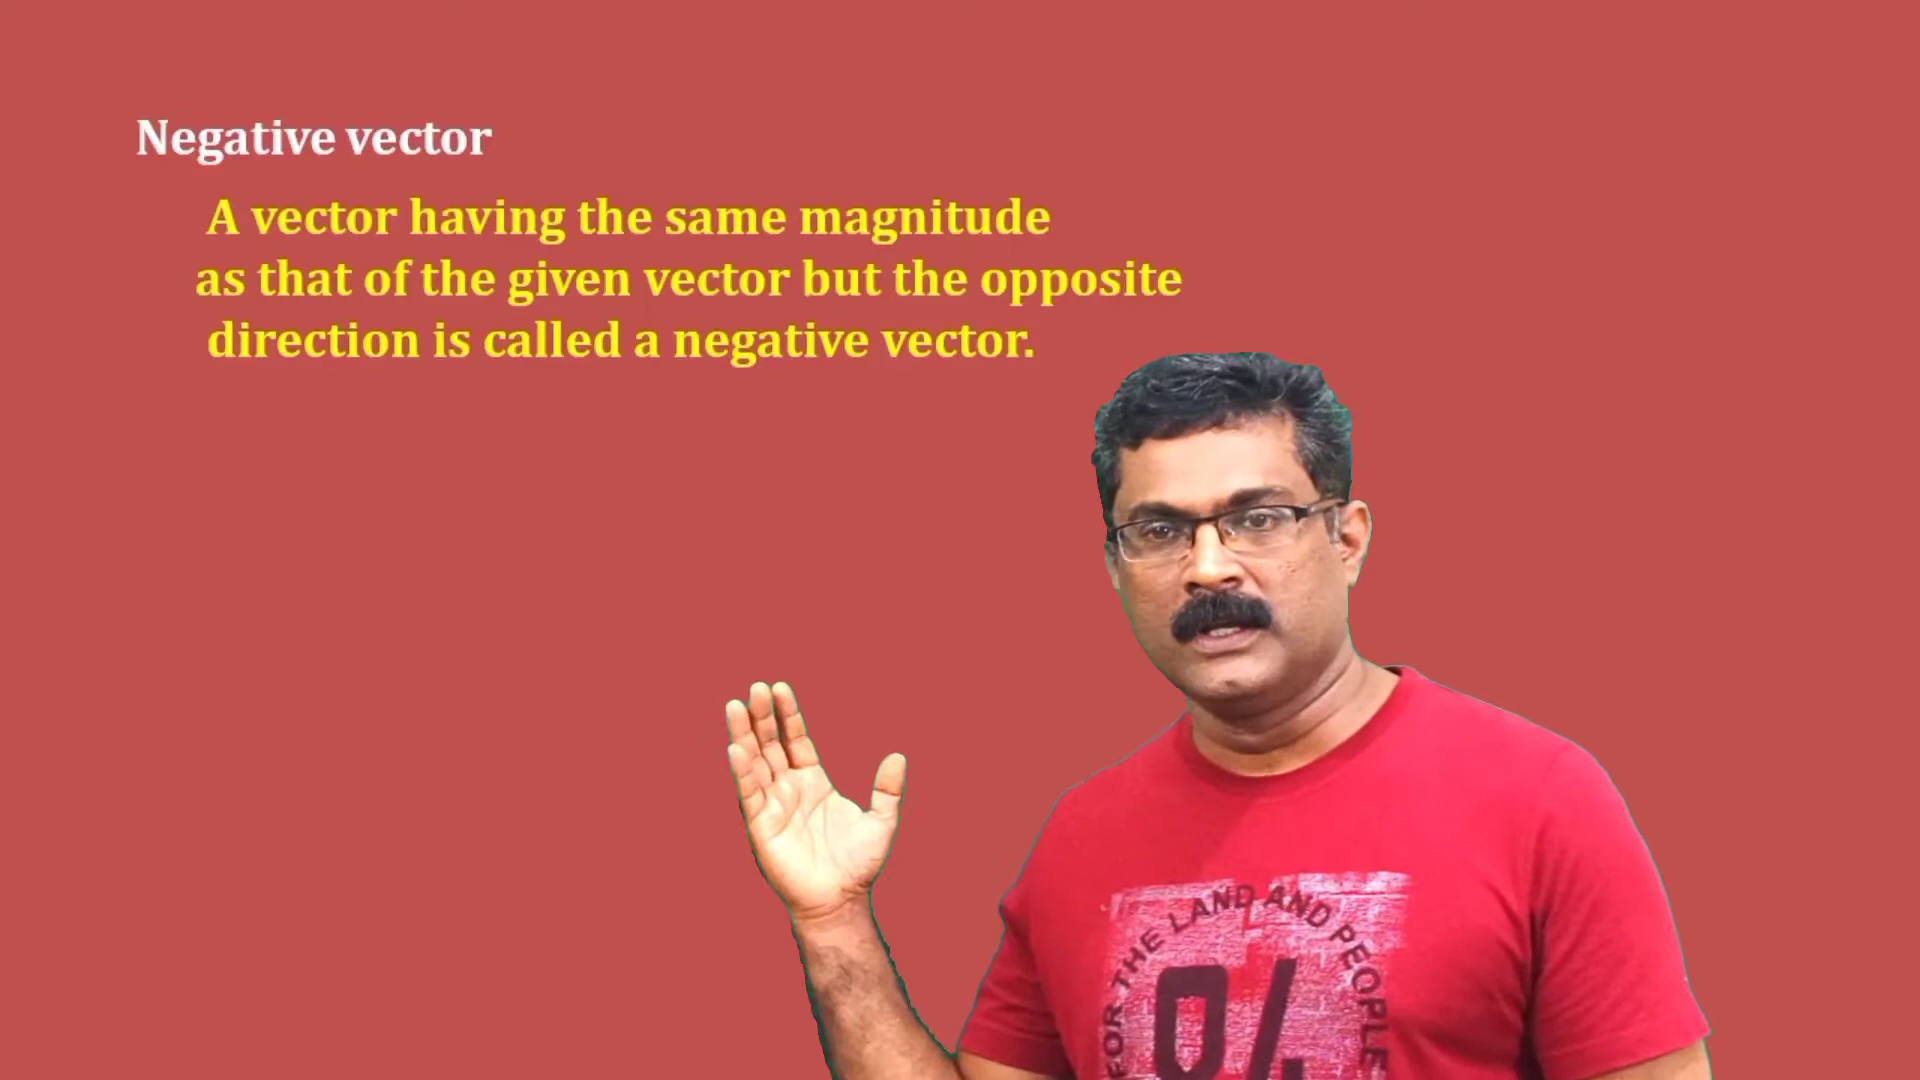 Negative vector
A vector having the same magnitude
as that of the given vector but the opposite
direction is called a negative vector.
FOR THE LAND AND PEOPLE